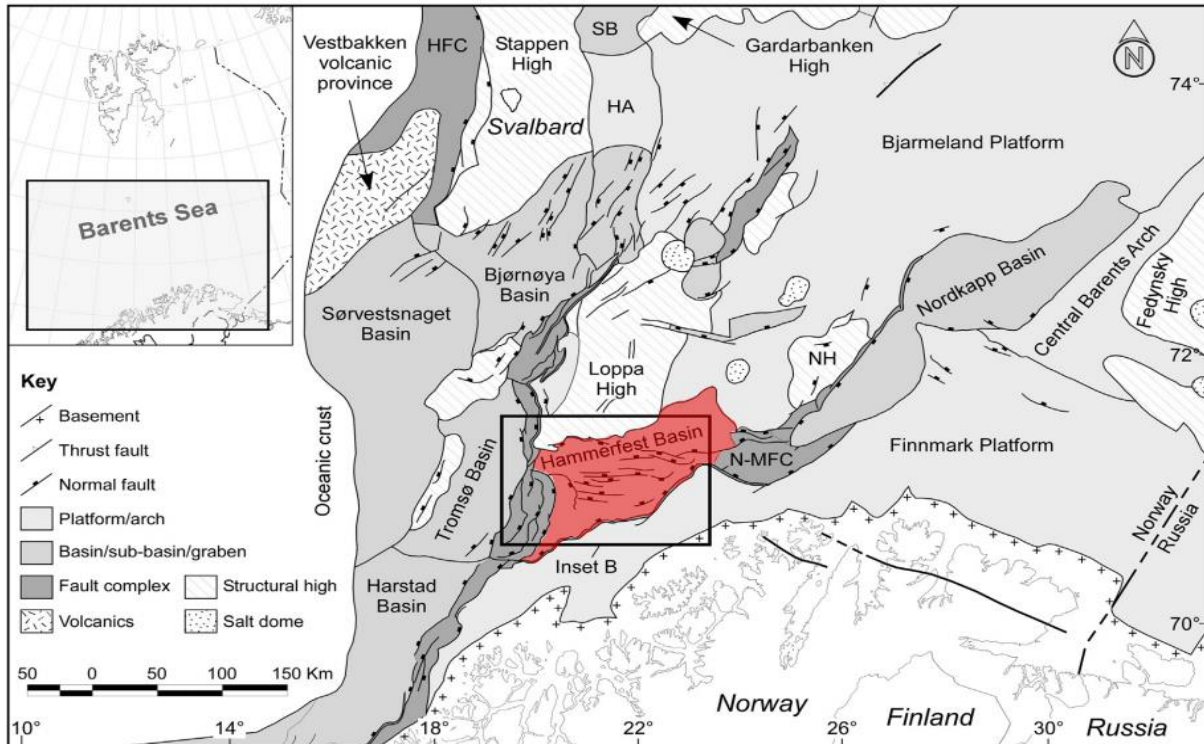 HFC
Stappen
High
SB
Gardarbanken
High
Vestbakken
volcanic
province
N
74°
HA
Svalbard
Bjarmeland Platform
Barents Sea
Bjørnøya
Basin
Sørvestsnaget
Basin
Nordkapp Basin
Central Barents Arch
Fedynsky
High
72°
Loppa
High
NH
Oceanic crust
Tromsø Basin
Hammerfest Basin
N-MFC
Finnmark Platform
Norway
Russia
Inset B
Harstad
Basin
70°
Key
Basement
Thrust fault
Normal fault
Platform/arch
Basin/sub-basin/graben
Fault complex
Structural high
Volcanics
Salt dome
50 0 50 100 150 Km
Norway
Finland
Russia
10° 14° 18° 22° 26° 30°